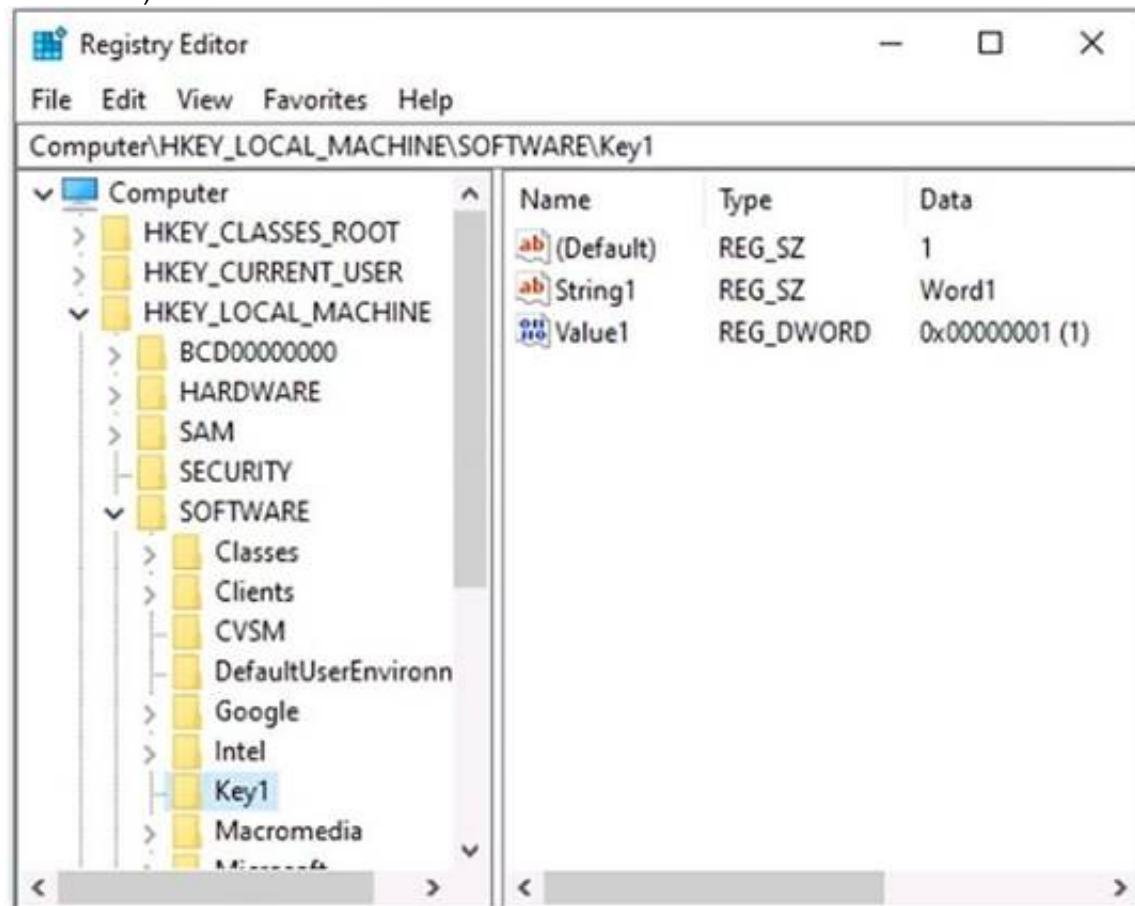 Registry Editor
File Edit View Favorites Help
Computer\HKEY_LOCAL_MACHINE\SOFTWARE\Key1
Computer
HKEY_CLASSES_ROOT
HKEY_CURRENT_USER
HKEY_LOCAL_MACHINE
BCD00000000
HARDWARE
SAM
SECURITY
SOFTWARE
Classes
Clients
CVSM
DefaultUserEnvironn
Google
Intel
Key1
Macromedia
Name Type Data
(Default) REG_SZ 1
String1 REG_SZ Word1
Value1 REG_DWORD 0x00000001 (1)